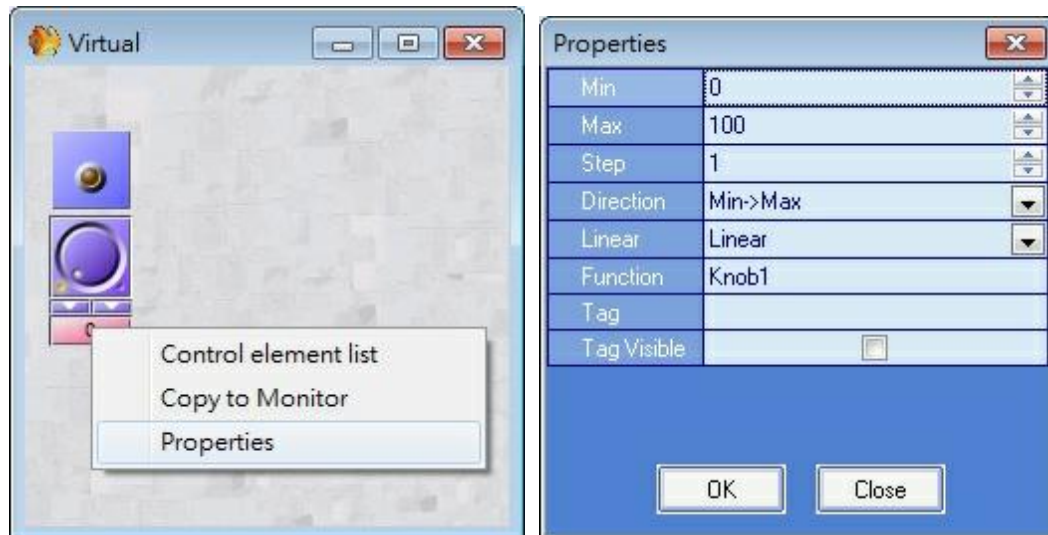 Virtual
0
Control element list
Copy to Monitor
Properties
Properties
Min 0
Max 100
Step 1
Direction Min->Max
Linear Linear
Function Knob1
Tag
Tag Visible
OK Close